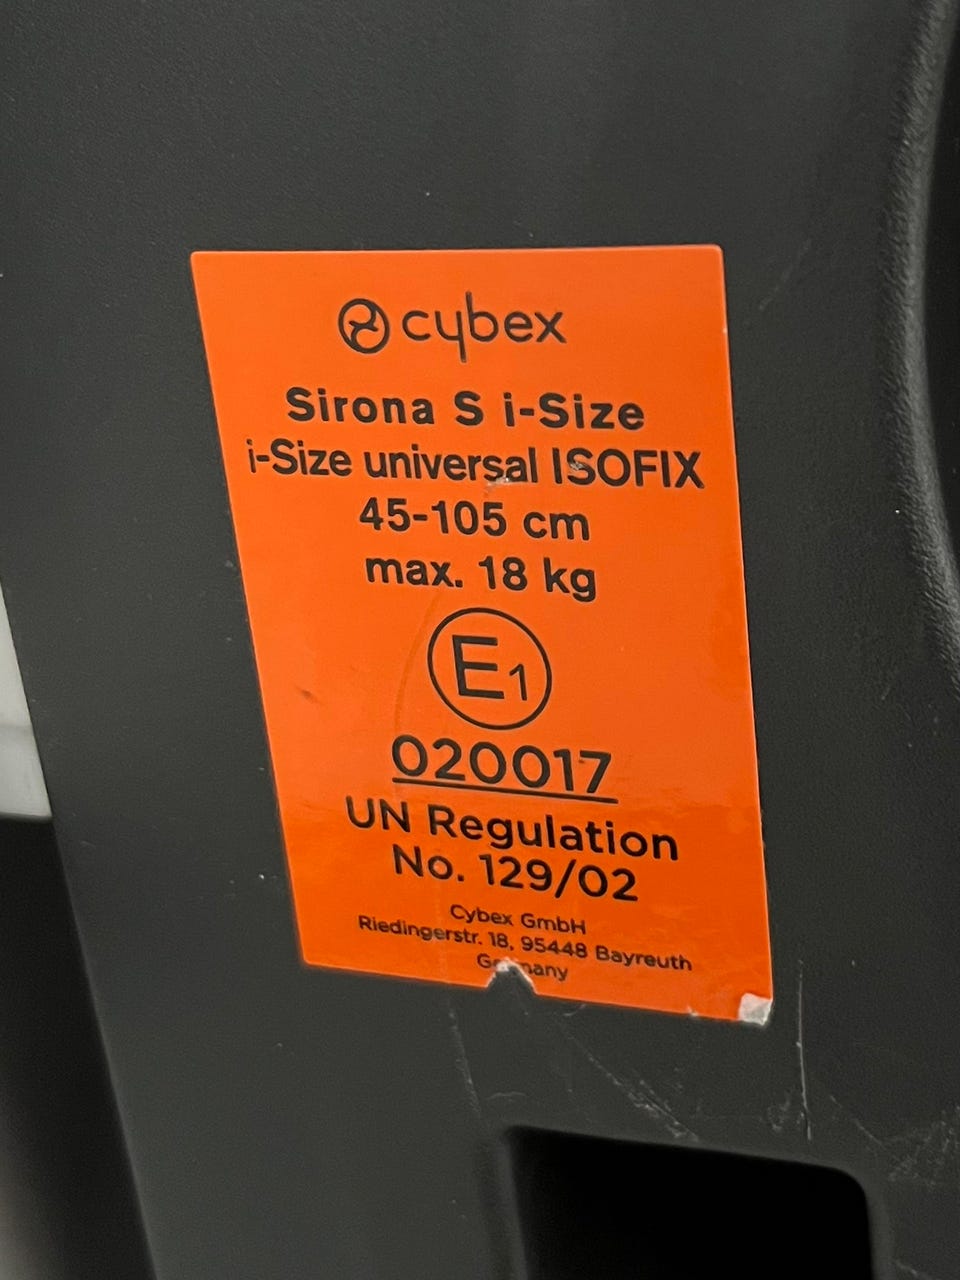 cybex
Sirona S i-Size
i-Size universal ISOFIX
45-105 cm
max. 18 kg
E1
020017
UN Regulation
No. 129/02
Cybex GmbH
Riedingerstr. 18, 95448 Bayreuth
Germany